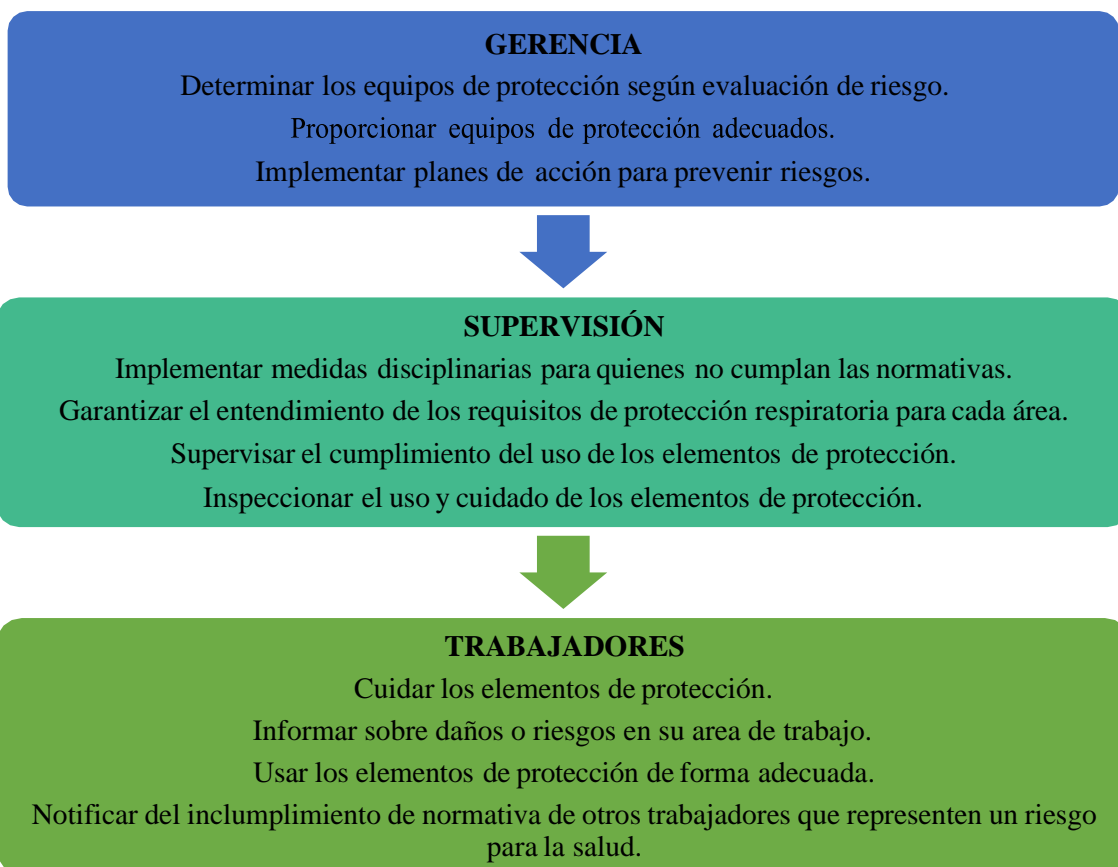 GERENCIA
Determinar los equipos de protección según evaluación de riesgo.
Proporcionar equipos de protección adecuados.
Implementar planes de acción para prevenir riesgos.
SUPERVISIÓN
Implementar medidas disciplinarias para quienes no cumplan las normativas.
Garantizar el entendimiento de los requisitos de protección respiratoria para cada área.
Supervisar el cumplimiento del uso de los elementos de protección.
Inspeccionar el uso y cuidado de los elementos de protección.
TRABAJADORES
Cuidar los elementos de protección.
Informar sobre daños o riesgos en su area de trabajo.
Usar los elementos de protección de forma adecuada.
Notificar del inclumplimiento de normativa de otros trabajadores que representen un riesgo
para la salud.